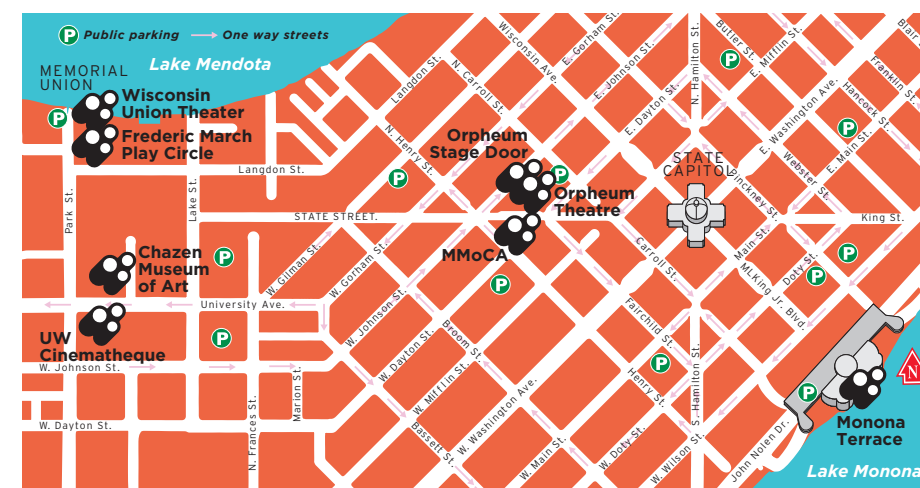 P Public parking
One way streets
Lake Mendota
MEMORIAL
UNION
Wisconsin
Union Theater
Frederic March
Play Circle
P
Langdon St.
Park St.
Lake St.
STATE STREET.
Chazen
Museum
of Art
P
University Ave.
P
UW
Cinematheque
W. Johnson St.
W. Dayton St.
N. Frances St.
Marion St.
W. Gilman St.
W. Gorham St.
W. Johnson St.
W. Dayton St.
W. Mifflin St.
Broom St.
Bassett St.
W. Washington Ave.
W. Main St.
W. Doty St.
W. Wilson St.
Langdon St.
N. Carroll St.
N. Henry St.
P
Wisconsin Ave.
E. Gorham St.
E. Johnson St.
E. Dayton St.
N. Hamilton St.
Butler St.
P
E. Mifflin St.
Blair
Franklin St.
Hancock St.
E. Washington Ave.
P
E. Main St.
Webster St.
Pinckney St.
Orpheum
Stage Door
P
Orpheum
Theatre
MMoCA
P
STATE
CAPITOL
King St.
Main St.
Doty St.
P
P
MLKing Jr. Blvd.
Carroll St.
Fairchild St.
Henry St.
P
S. Hamilton St.
John Nolen Dr.
P
N
Monona
Terrace
Lake Monona